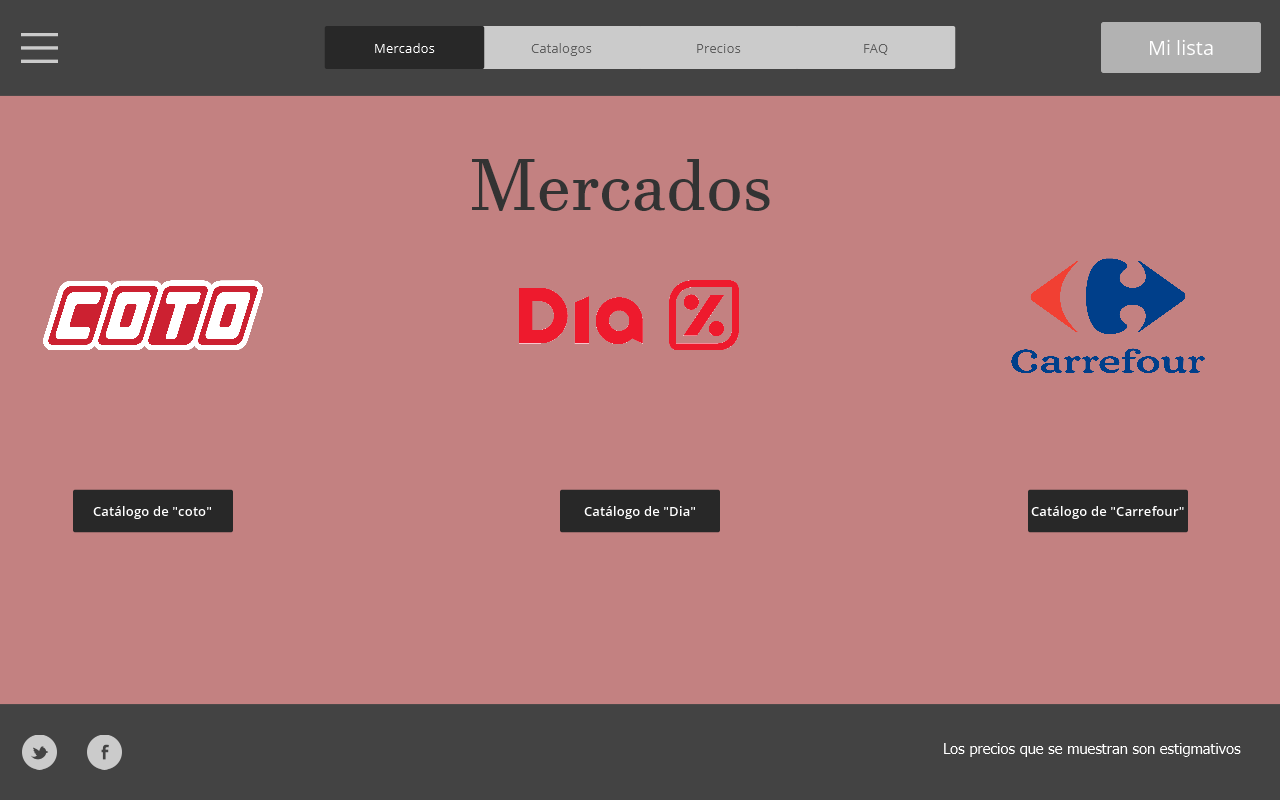 Mercados
Catalogos
Precios
FAQ
Mi lista
Mercados
COTO
Dia %
Carrefour
Catálogo de "coto"
Catálogo de "Dia"
Catálogo de "Carrefour"
Los precios que se muestran son estigmativos